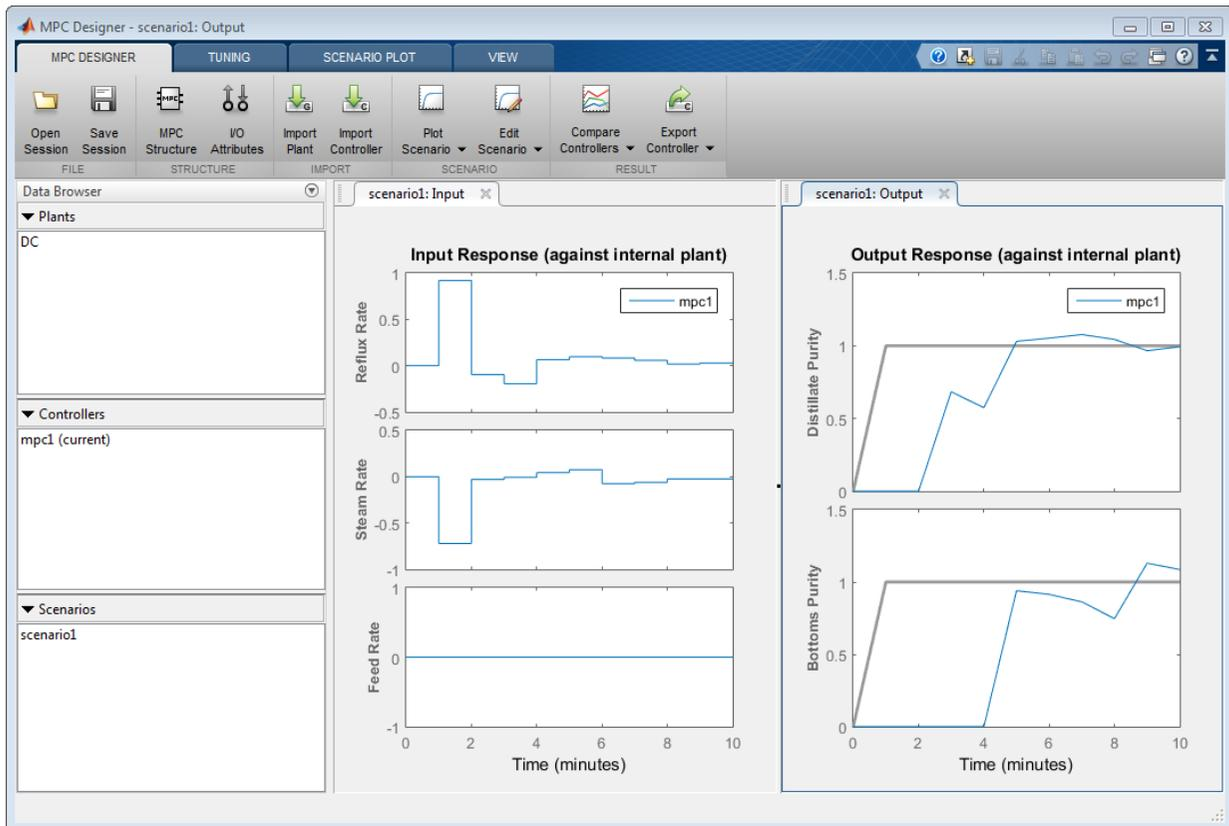 MPC Designer - scenario1: Output
MPC DESIGNER
TUNING
SCENARIO PLOT
VIEW
Open Session
Save Session
MPC Structure
I/O Attributes
Import Plant
Import Controller
Plot Scenario
Edit Scenario
Compare Controllers
Export Controller
FILE
STRUCTURE
IMPORT
SCENARIO
RESULT
Data Browser
Plants
DC
Controllers
mpc1 (current)
Scenarios
scenario1
scenario1: Input
Input Response (against internal plant)
mpc1
Reflux Rate
1
0.5
0
-0.5
Steam Rate
0.5
0
-0.5
-1
Feed Rate
1
0
-1
0 2 4 6 8 10
Time (minutes)
scenario1: Output
Output Response (against internal plant)
mpc1
Distillate Purity
1.5
1
0.5
0
Bottoms Purity
1.5
1
0.5
0
0 2 4 6 8 10
Time (minutes)